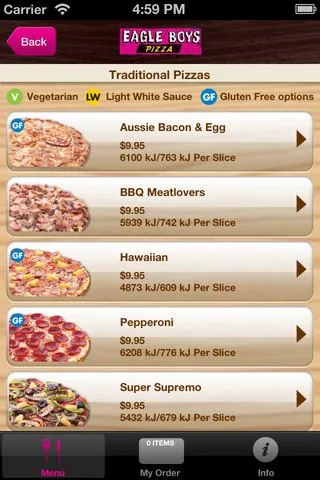 Carrier 4:59 PM
Back
EAGLE BOYS
PIZZA
Traditional Pizzas
V Vegetarian LW Light White Sauce GF Gluten Free options
GF
Aussie Bacon & Egg
$9.95
6100 kJ/763 kJ Per Slice
BBQ Meatlovers
$9.95
5939 kJ/742 kJ Per Slice
GF
Hawaiian
$9.95
4873 kJ/609 kJ Per Slice
GF
Pepperoni
$9.95
6208 kJ/776 kJ Per Slice
Super Supremo
$9.95
5432 kJ/679 kJ Per Slice
0 ITEMS
Menu My Order Info